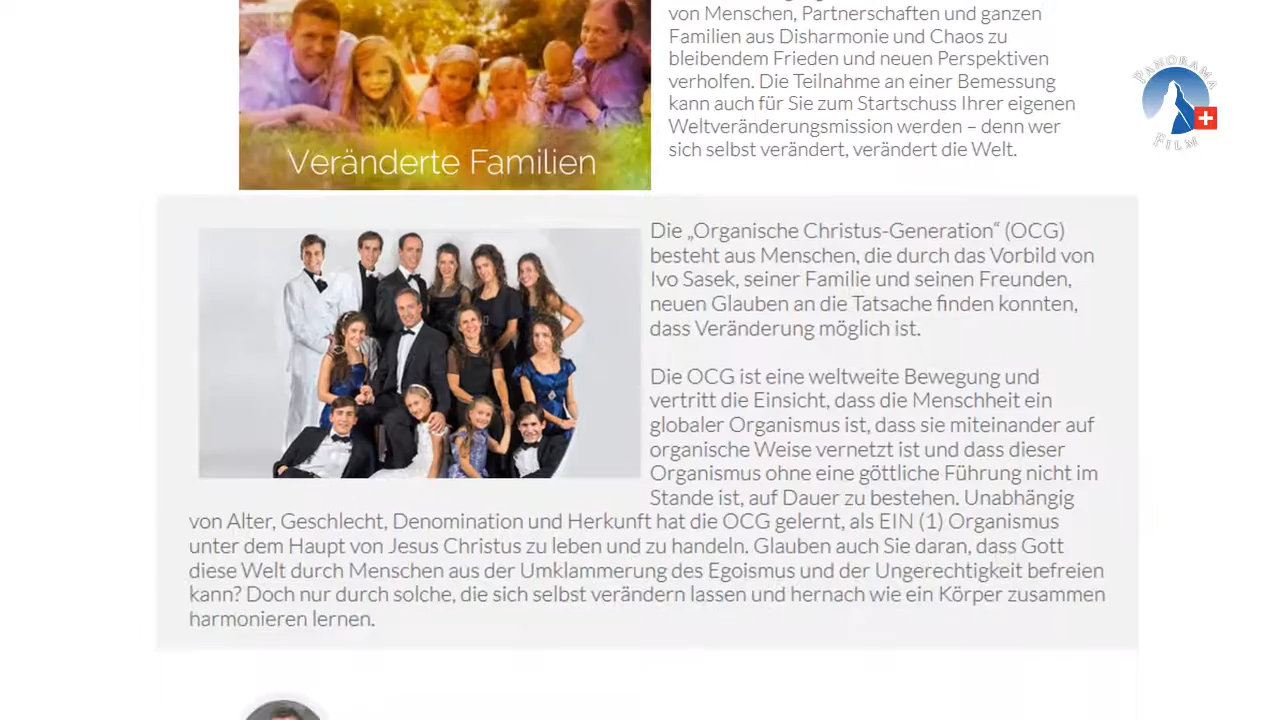 von Menschen, Partnerschaften und ganzen
Familien aus Disharmonie und Chaos zu
bleibendem Frieden und neuen Perspektiven
verholfen. Die Teilnahme an einer Bemessung
kann auch für Sie zum Startschuss Ihrer eigenen
Weltveränderungsmission werden – denn wer
sich selbst verändert, verändert die Welt.
Veränderte Familien
PANORAMA
FILM
Die „Organische Christus-Generation“ (OCG)
besteht aus Menschen, die durch das Vorbild von
Ivo Sasek, seiner Familie und seinen Freunden,
neuen Glauben an die Tatsache finden konnten,
dass Veränderung möglich ist.
Die OCG ist eine weltweite Bewegung und
vertritt die Einsicht, dass die Menschheit ein
globaler Organismus ist, dass sie miteinander auf
organische Weise vernetzt ist und dass dieser
Organismus ohne eine göttliche Führung nicht im
Stande ist, auf Dauer zu bestehen. Unabhängig
von Alter, Geschlecht, Denomination und Herkunft hat die OCG gelernt, als EIN (1) Organismus
unter dem Haupt von Jesus Christus zu leben und zu handeln. Glauben auch Sie daran, dass Gott
diese Welt durch Menschen aus der Umklammerung des Egoismus und der Ungerechtigkeit befreien
kann? Doch nur durch solche, die sich selbst verändern lassen und hernach wie ein Körper zusammen
harmonieren lernen.